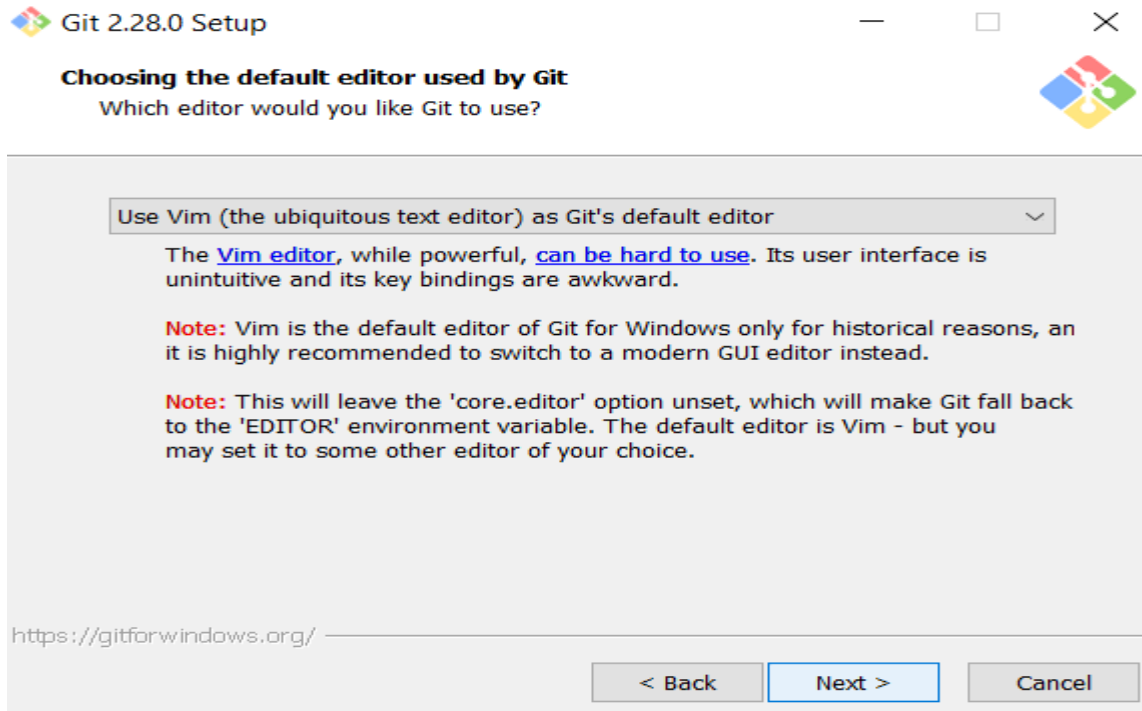 Git 2.28.0 Setup
Choosing the default editor used by Git
Which editor would you like Git to use?
Use Vim (the ubiquitous text editor) as Git's default editor
The Vim editor, while powerful, can be hard to use. Its user interface is
unintuitive and its key bindings are awkward.
Note: Vim is the default editor of Git for Windows only for historical reasons, an
it is highly recommended to switch to a modern GUI editor instead.
Note: This will leave the 'core.editor' option unset, which will make Git fall back
to the 'EDITOR' environment variable. The default editor is Vim - but you
may set it to some other editor of your choice.
https://gitforwindows.org/
< Back Next > Cancel